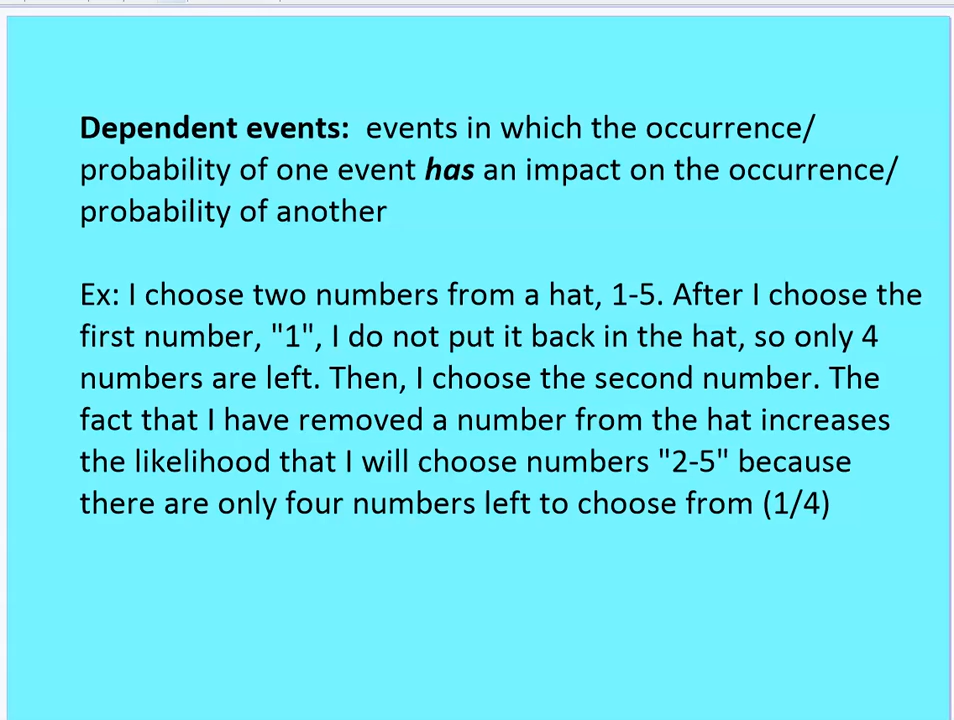 Dependent events:  events in which the occurrence/
probability of one event has an impact on the occurrence/
probability of another
Ex: I choose two numbers from a hat, 1-5. After I choose the
first number, "1", I do not put it back in the hat, so only 4
numbers are left. Then, I choose the second number. The
fact that I have removed a number from the hat increases
the likelihood that I will choose numbers "2-5" because
there are only four numbers left to choose from (1/4)